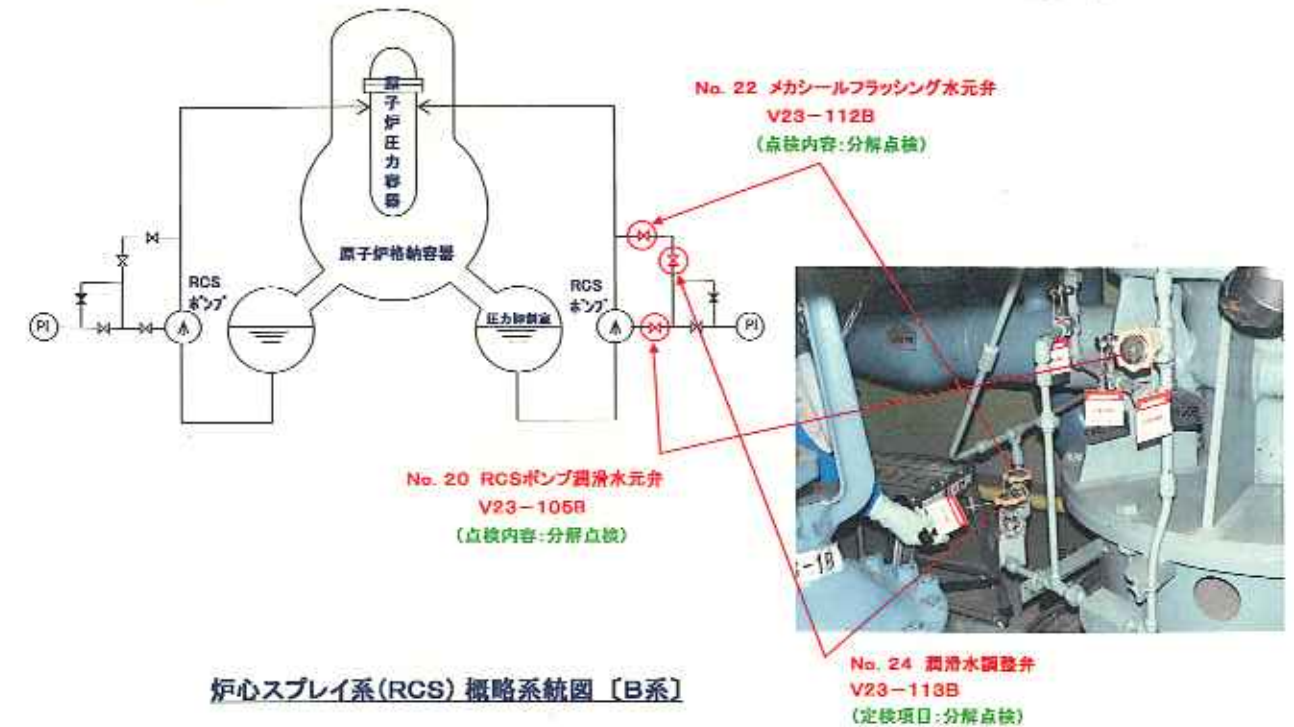 No. 22 メカシールフラッシング水元弁
V23-112B
(点検内容:分解点検)
原子炉圧力容器
原子炉格納容器
RCS
ポンプ
RCS
ポンプ
圧力抑制室
PI
PI
No. 20 RCSポンプ潤滑水元弁
V23-105B
(点検内容:分解点検)
-1B
No. 24 潤滑水調整弁
V23-113B
(定検項目:分解点検)
炉心スプレイ系(RCS) 概略系統図 〔B系〕